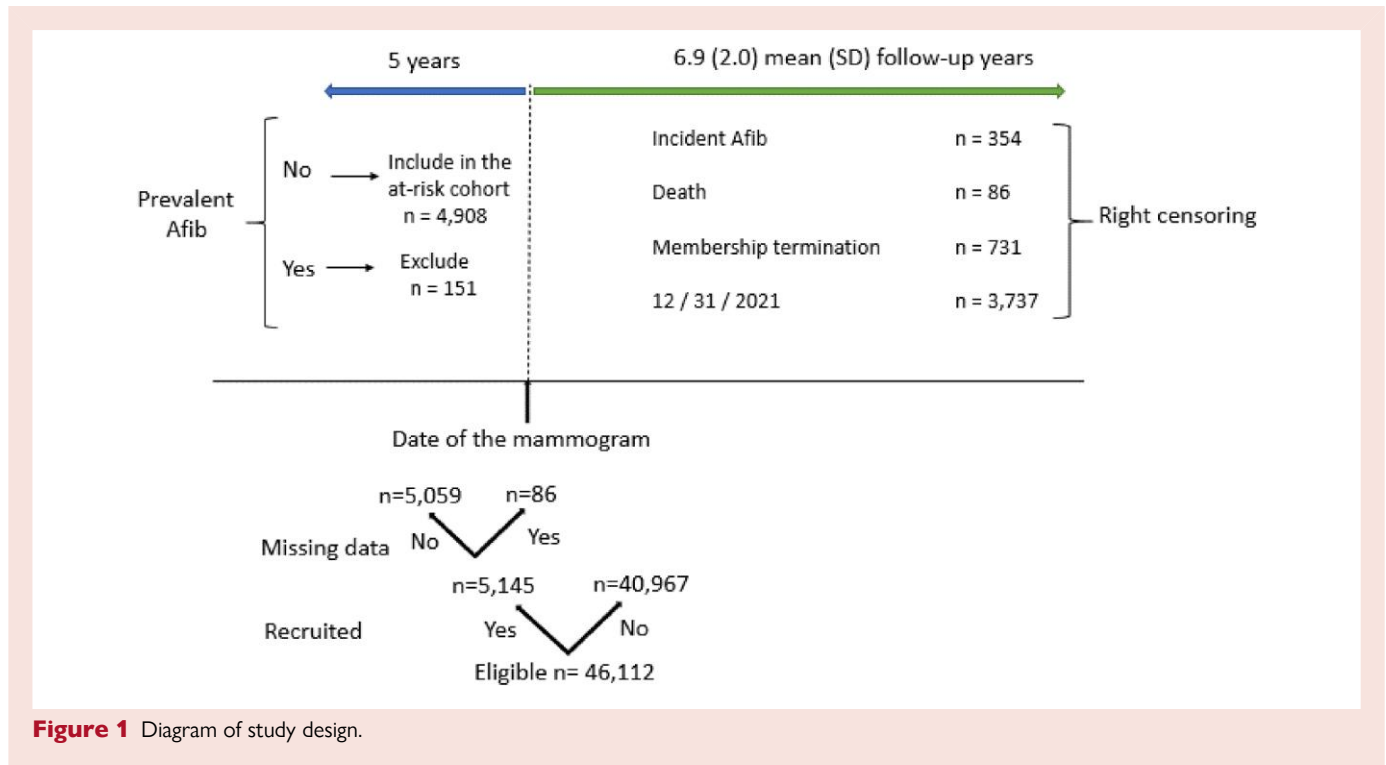 5 years
6.9 (2.0) mean (SD) follow-up years
Prevalent
Afib
No
Include in the
at-risk cohort
n = 4,908
Yes
Exclude
n = 151
Incident Afib n = 354
Death n = 86
Membership termination n = 731
12 / 31 / 2021 n = 3,737
Right censoring
Date of the mammogram
n=5,059 n=86
Missing data No Yes
n=5,145 n=40,967
Recruited Yes No
Eligible n= 46,112
Figure 1 Diagram of study design.